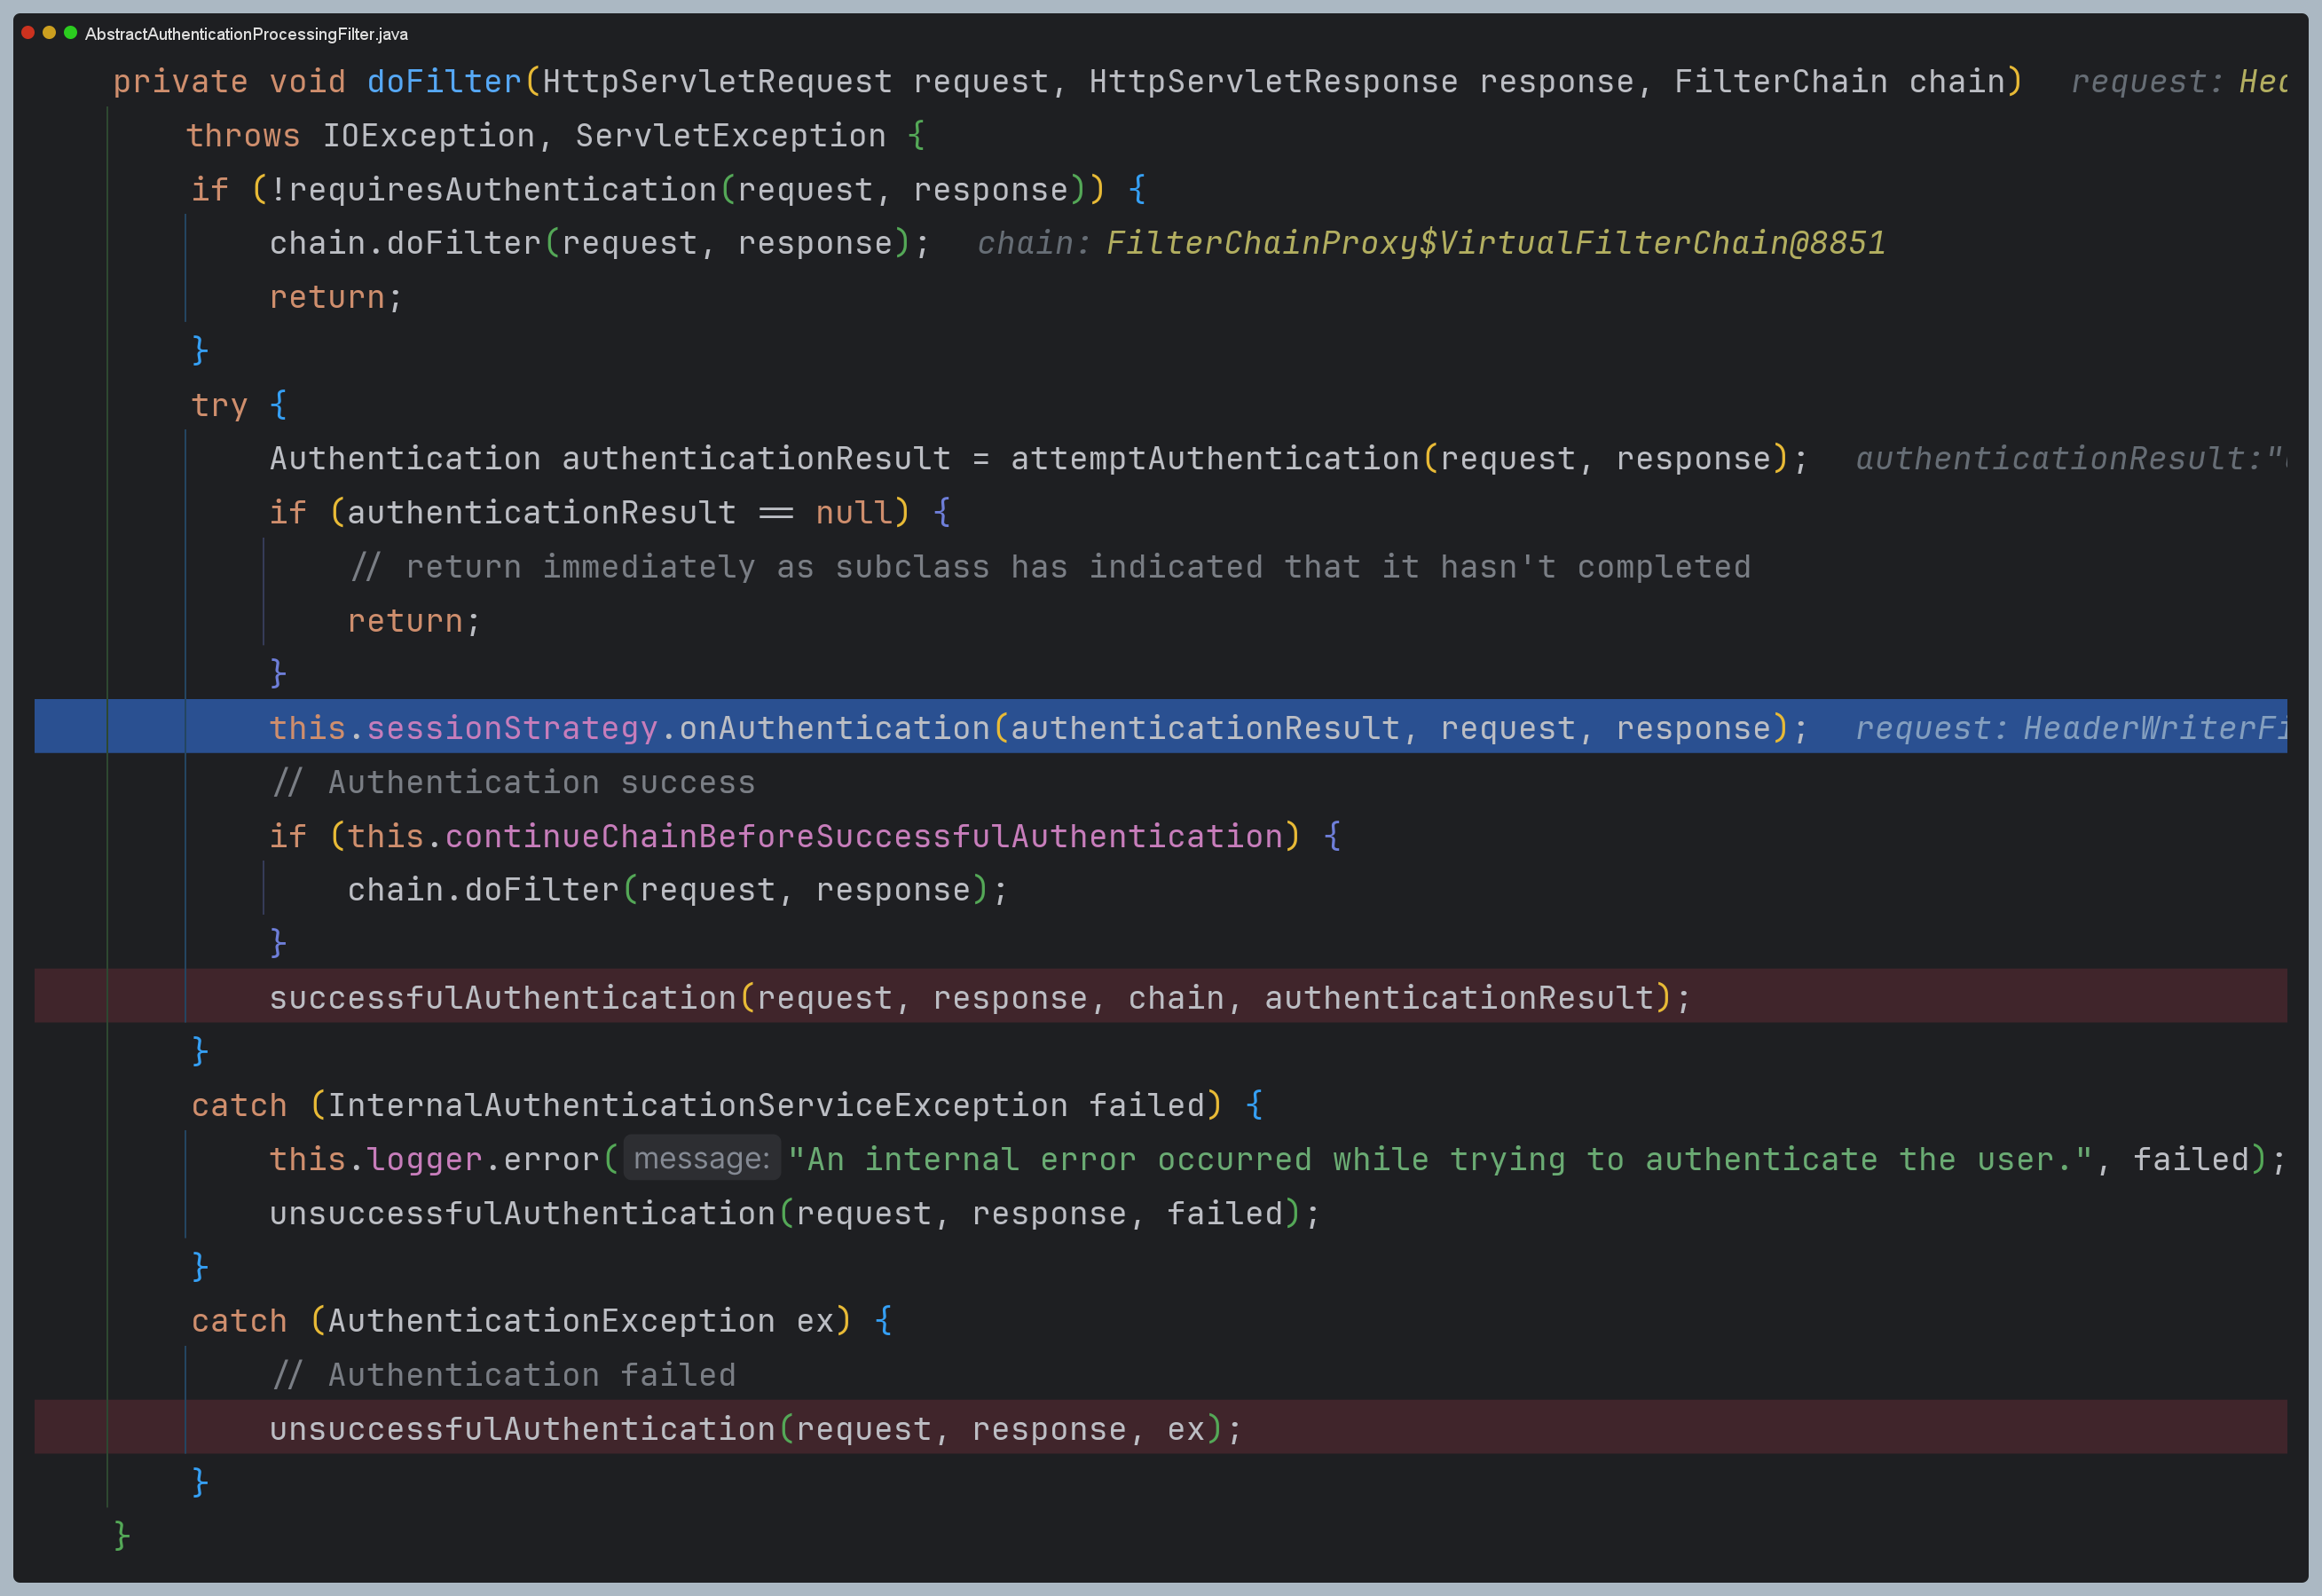 AbstractAuthenticationProcessingFilter.java
private void doFilter(HttpServletRequest request, HttpServletResponse response, FilterChain chain) request:
throws IOException, ServletException {
if (!requiresAuthentication(request, response)) {
chain.doFilter(request, response); chain: FilterChainProxy$VirtualFilterChain@8851
return;
}
try {
Authentication authenticationResult = attemptAuthentication(request, response); authenticationResult:"
if (authenticationResult == null) {
// return immediately as subclass has indicated that it hasn't completed
return;
}
this.sessionStrategy.onAuthentication(authenticationResult, request, response); request: HeaderWriterFi
// Authentication success
if (this.continueChainBeforeSuccessfulAuthentication) {
chain.doFilter(request, response);
}
successfulAuthentication(request, response, chain, authenticationResult);
}
catch (InternalAuthenticationServiceException failed) {
this.logger.error( message: "An internal error occurred while trying to authenticate the user.", failed);
unsuccessfulAuthentication(request, response, failed);
}
catch (AuthenticationException ex) {
// Authentication failed
unsuccessfulAuthentication(request, response, ex);
}
}